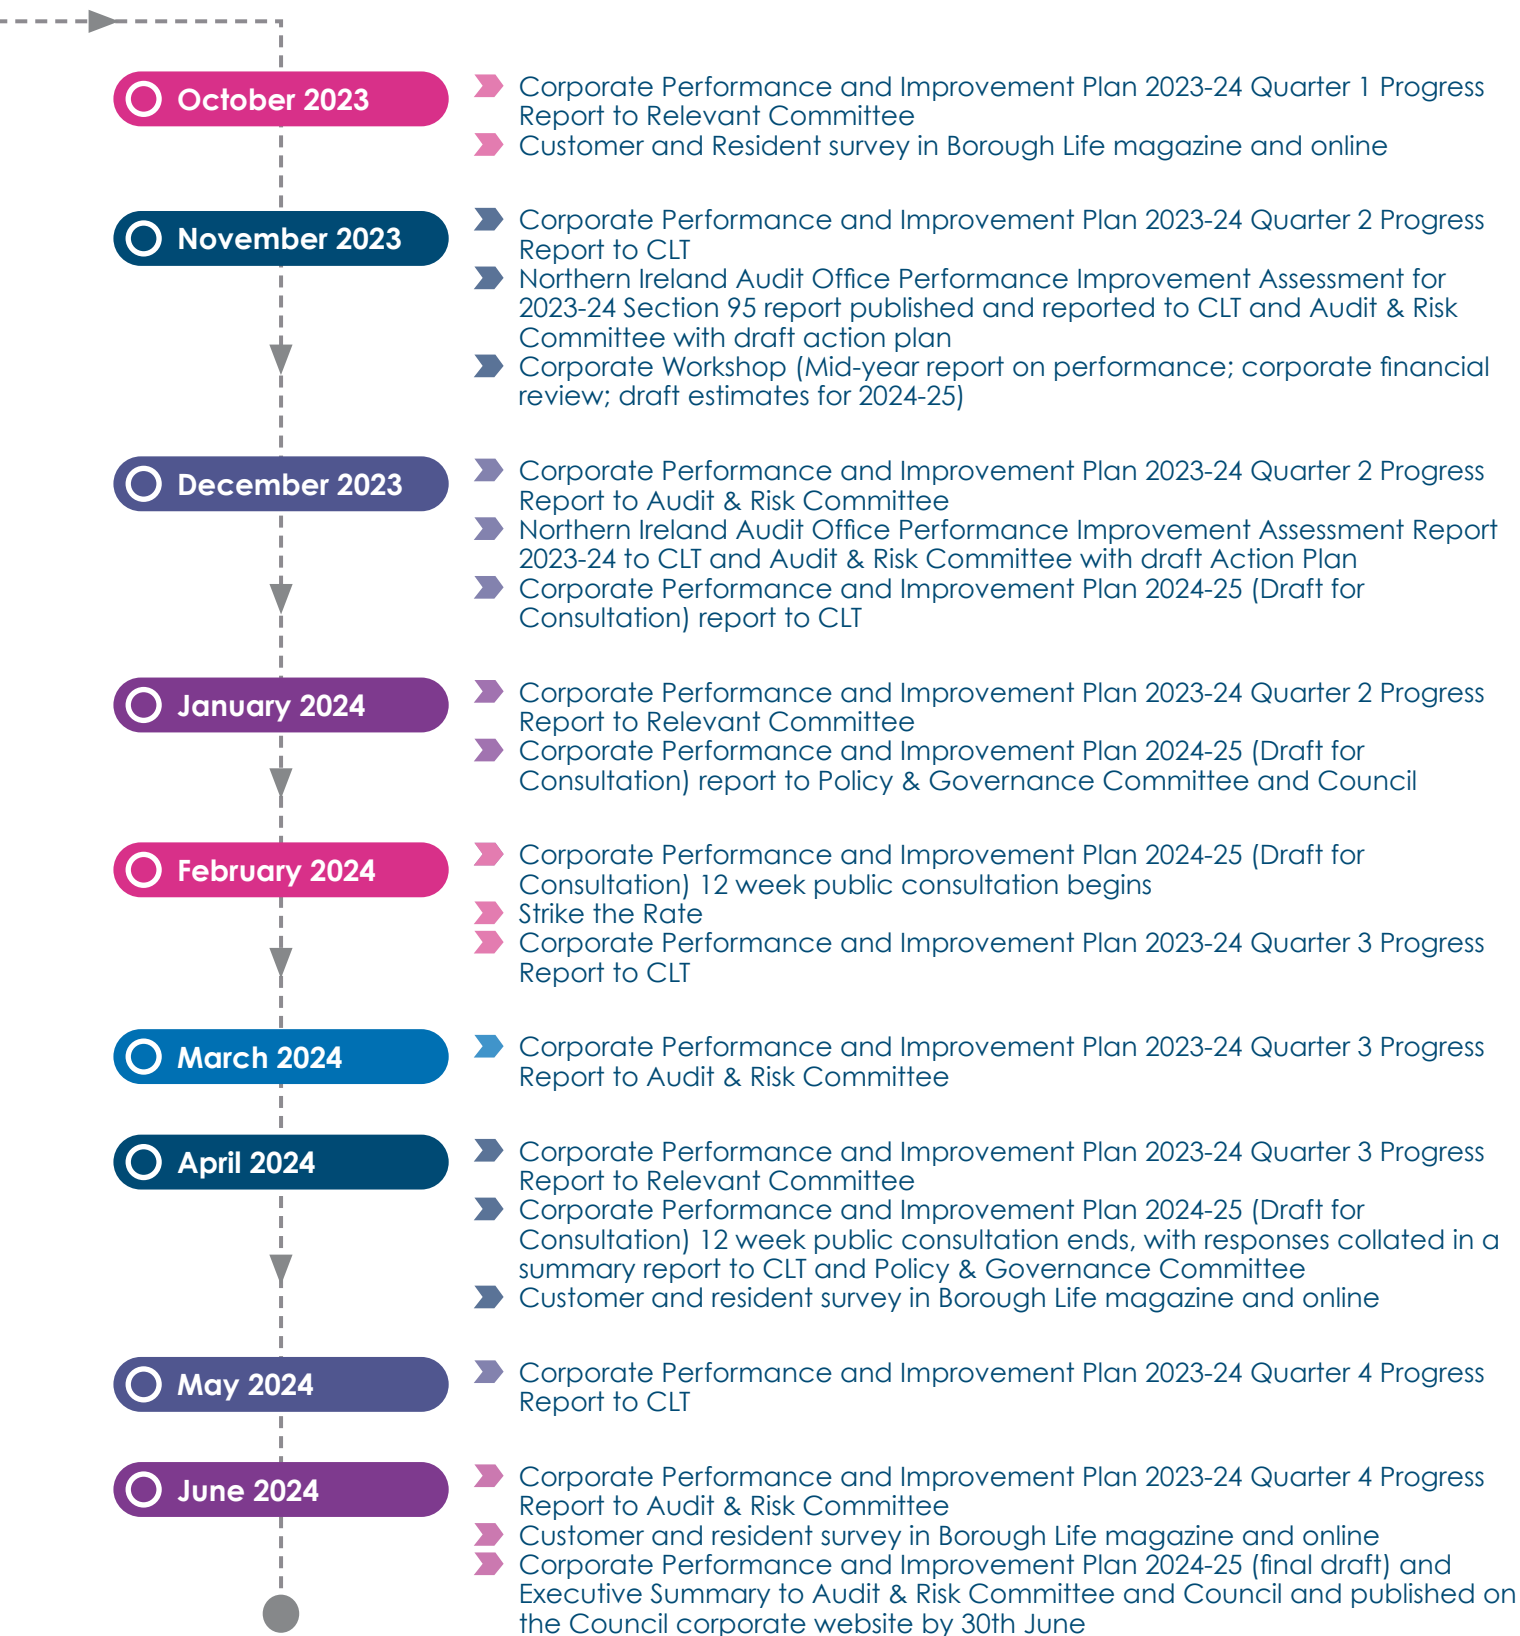 October 2023
Corporate Performance and Improvement Plan 2023-24 Quarter 1 Progress
Report to Relevant Committee
Customer and Resident survey in Borough Life magazine and online
November 2023
Corporate Performance and Improvement Plan 2023-24 Quarter 2 Progress
Report to CLT
Northern Ireland Audit Office Performance Improvement Assessment for
2023-24 Section 95 report published and reported to CLT and Audit & Risk
Committee with draft action plan
Corporate Workshop (Mid-year report on performance; corporate financial
review; draft estimates for 2024-25)
December 2023
Corporate Performance and Improvement Plan 2023-24 Quarter 2 Progress
Report to Audit & Risk Committee
Northern Ireland Audit Office Performance Improvement Assessment Report
2023-24 to CLT and Audit & Risk Committee with draft Action Plan
Corporate Performance and Improvement Plan 2024-25 (Draft for
Consultation) report to CLT
January 2024
Corporate Performance and Improvement Plan 2023-24 Quarter 2 Progress
Report to Relevant Committee
Corporate Performance and Improvement Plan 2024-25 (Draft for
Consultation) report to Policy & Governance Committee and Council
February 2024
Corporate Performance and Improvement Plan 2024-25 (Draft for
Consultation) 12 week public consultation begins
Strike the Rate
Corporate Performance and Improvement Plan 2023-24 Quarter 3 Progress
Report to CLT
March 2024
Corporate Performance and Improvement Plan 2023-24 Quarter 3 Progress
Report to Audit & Risk Committee
April 2024
Corporate Performance and Improvement Plan 2023-24 Quarter 3 Progress
Report to Relevant Committee
Corporate Performance and Improvement Plan 2024-25 (Draft for
Consultation) 12 week public consultation ends, with responses collated in a
summary report to CLT and Policy & Governance Committee
Customer and resident survey in Borough Life magazine and online
May 2024
Corporate Performance and Improvement Plan 2023-24 Quarter 4 Progress
Report to CLT
June 2024
Corporate Performance and Improvement Plan 2023-24 Quarter 4 Progress
Report to Audit & Risk Committee
Customer and resident survey in Borough Life magazine and online
Corporate Performance and Improvement Plan 2024-25 (final draft) and
Executive Summary to Audit & Risk Committee and Council and published on
the Council corporate website by 30th June